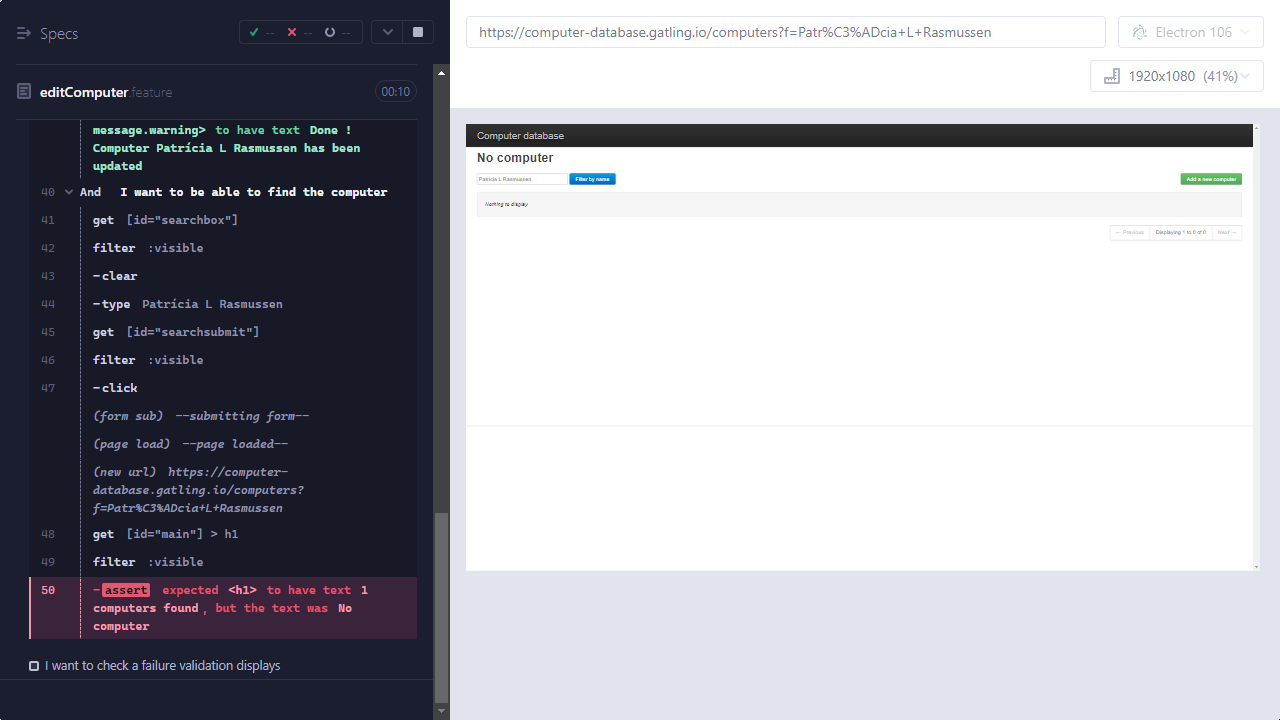 Specs
-- -- --
https://computer-database.gatling.io/computers?f=Patr%C3%ADcia+L+Rasmussen
Electron 106
1920x1080 (41%)
editComputer.feature
00:10
message.warning> to have text Done !
Computer Patrícia L Rasmussen has been
updated
40 And I want to be able to find the computer
41 get [id="searchbox"]
42 filter :visible
43 -clear
44 -type Patrícia L Rasmussen
45 get [id="searchsubmit"]
46 filter :visible
47 -click
(form sub) --submitting form--
(page load) --page loaded--
(new url) https://computer-
database.gatling.io/computers?
f=Patr%C3%ADcia+L+Rasmussen
48 get [id="main"] > h1
49 filter :visible
50 -assert expected <h1> to have text 1
computers found, but the text was No
computer
I want to check a failure validation displays
Computer database
No computer
Patrícia L Rasmussen
Filter by name
Add a new computer
Nothing to display
← Previous
Displaying 1 to 0 of 0
Next →